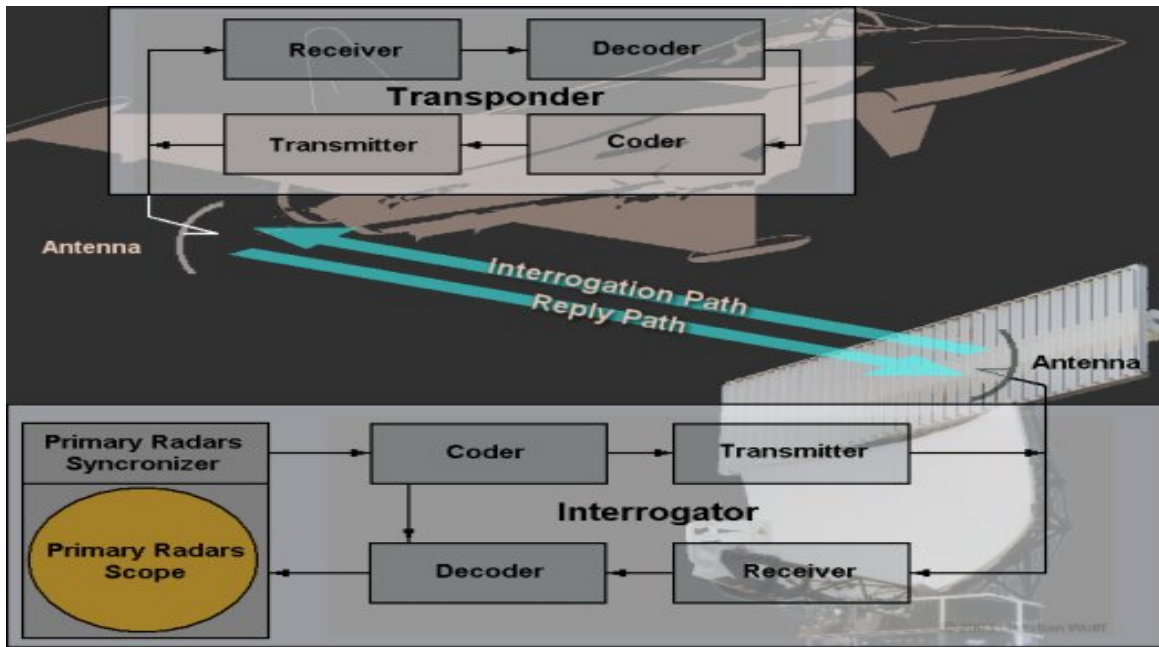 Receiver
Decoder
Transponder
Transmitter
Coder
Antenna
Interrogation Path
Reply Path
Antenna
Primary Radars
Syncronizer
Coder
Transmitter
Interrogator
Primary Radars
Scope
Decoder
Receiver
Wolff